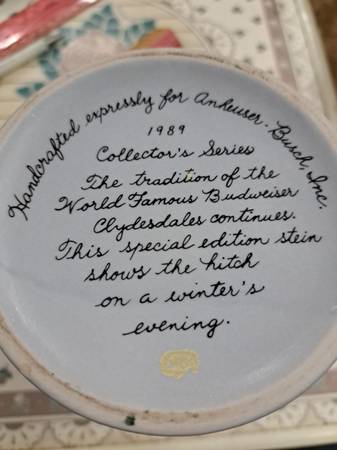 Handcrafted expressly for Anheuser-Busch, Inc.
1989
Collector's Series
The tradition of the
World Famous Budweiser
Clydesdales continues.
This special edition stein
shows the hitch
on a winter's
evening.